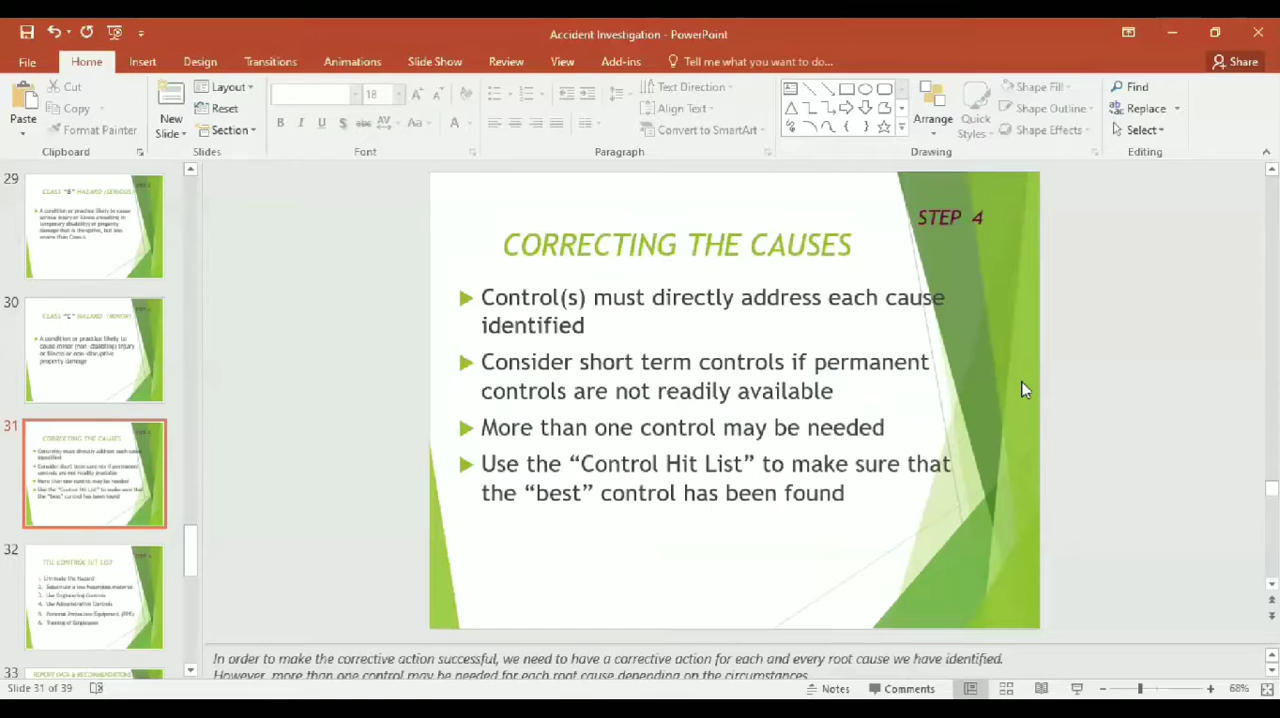 Accident Investigation - PowerPoint
File Home Insert Design Transitions Animations Slide Show Review View Add-ins Tell me what you want to do... Share
Paste
Cut
Copy
Format Painter
Clipboard
New
Slide
Layout
Reset
Section
Slides
18
B I U S abc AV Aa A
Font
Text Direction
Align Text
Convert to SmartArt
Paragraph
Arrange
Quick
Styles
Shape Fill
Shape Outline
Shape Effects
Drawing
Find
Replace
Select
Editing
29
CLASS "B" HAZARD (SERIOUS)
A condition or practice likely to cause
serious injury or illness
temporary disability or property
damage that is disruptive, but less
severe than Class A
30
CLASS "C" HAZARD (MINOR)
A condition or practice likely to
cause minor (non-disabling) injury
or illness or non-disruptive
property damage
31
CORRECTING THE CAUSES
Control(s) must directly address each cause
identified
Consider short term controls if permanent
controls are not readily available
More than one control may be needed
Use the "Control Hit List" to make sure that
the "best" control has been found
32
CONTROL HIT LIST
1. Eliminate the Hazard
2. Substitute a less hazardous material
3. Use Engineering Controls
4. Use Administrative Controls
5. Personal Protective Equipment (PPE)
6. Training of Employees
33
REPORT DATA & RECOMMENDATIONS
STEP 4
CORRECTING THE CAUSES
Control(s) must directly address each cause
identified
Consider short term controls if permanent
controls are not readily available
More than one control may be needed
Use the “Control Hit List” to make sure that
the “best” control has been found
In order to make the corrective action successful, we need to have a corrective action for each and every root cause we have identified.
However, more than one control may be needed for each root cause depending on the circumstances.
Slide 31 of 39
Notes
Comments
68%